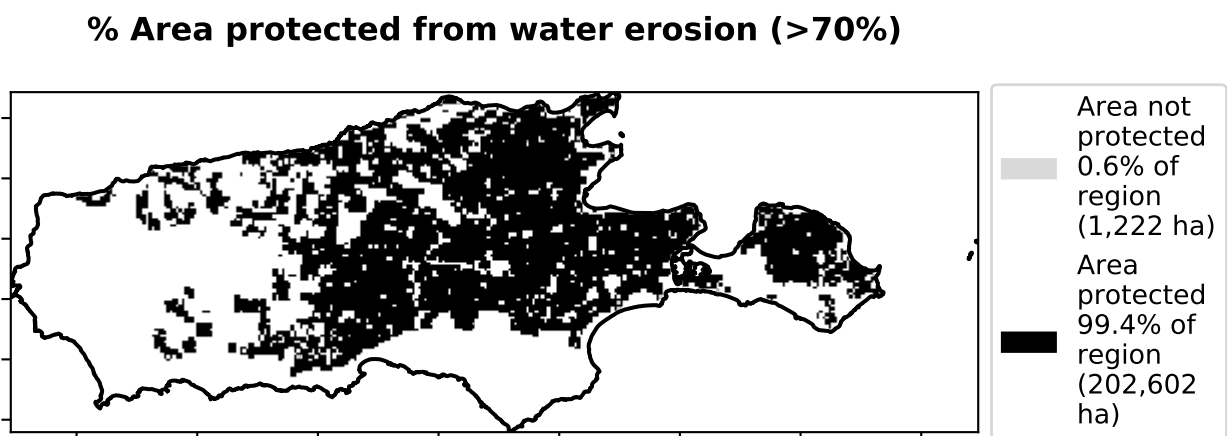 % Area protected from water erosion (>70%)
Area not
protected
0.6% of
region
(1,222 ha)
Area
protected
99.4% of
region
(202,602
ha)